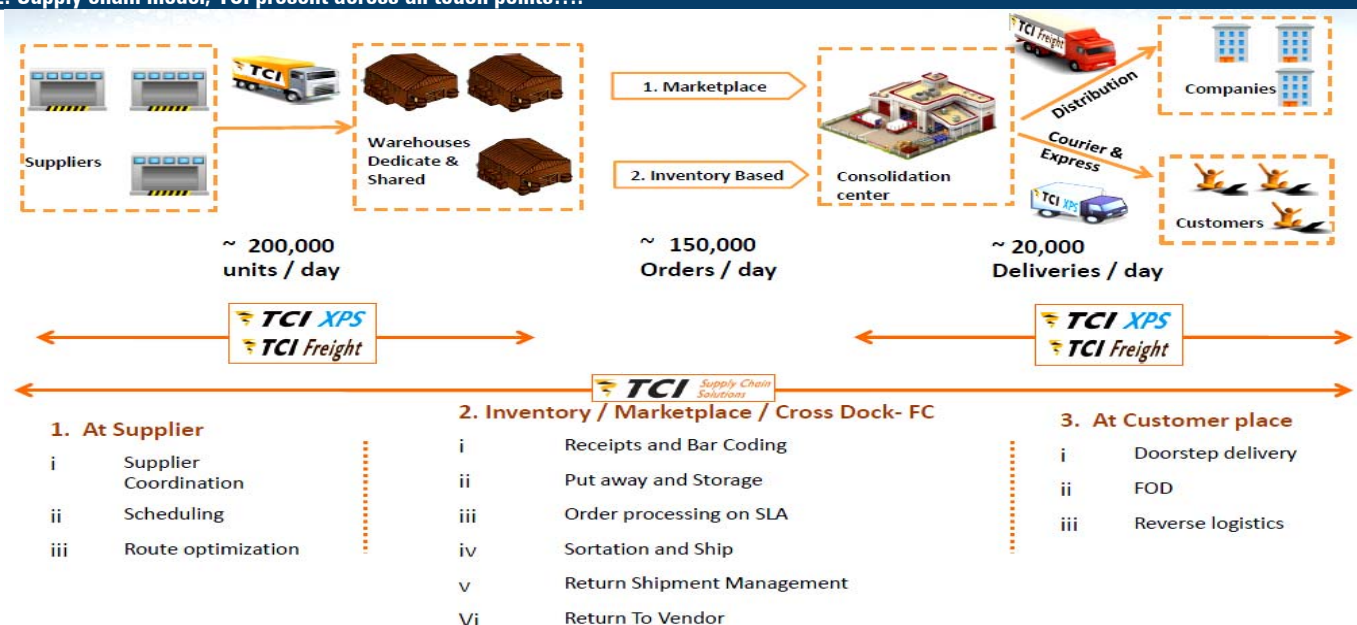 Supply chain model, TCI present across all touch points....
TCI
TCI Freight
Suppliers
Warehouses
Dedicate &
Shared
1. Marketplace
2. Inventory Based
Consolidation
center
Distribution
Courier &
Express
TCI XPS
Companies
Customers
~ 200,000
units / day
~ 150,000
Orders / day
~ 20,000
Deliveries / day
TCI XPS
TCI Freight
TCI XPS
TCI Freight
TCI Supply Chain
Solutions
1. At Supplier
i Supplier
Coordination
ii Scheduling
iii Route optimization
2. Inventory / Marketplace / Cross Dock- FC
i Receipts and Bar Coding
ii Put away and Storage
iii Order processing on SLA
iv Sortation and Ship
v Return Shipment Management
Vi Return To Vendor
3. At Customer place
i Doorstep delivery
ii FOD
iii Reverse logistics